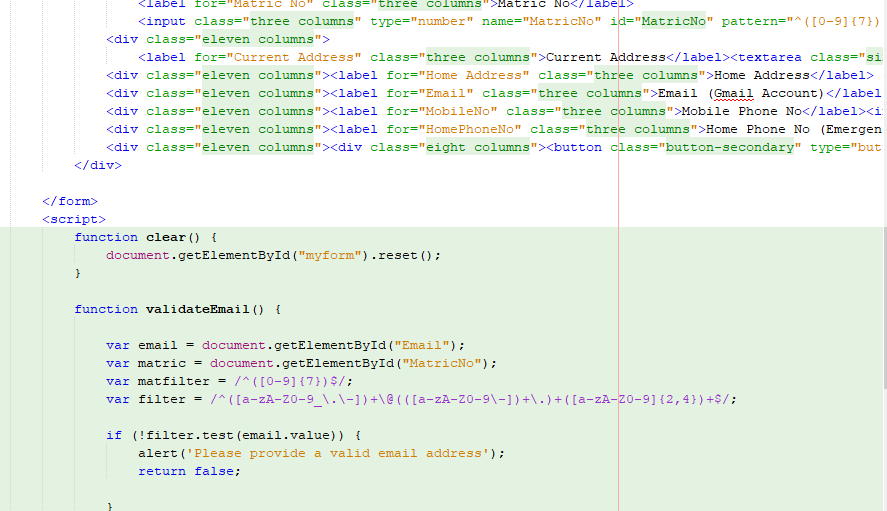 <label for="Matric No" class="three columns">Matric No</label>
<input class="three columns" type="number" name="MatricNo" id="MatricNo" pattern="^([0-9]{7})
<div class="eleven columns">
<label for="Current Address" class="three columns">Current Address</label><textarea class="si
<div class="eleven columns"><label for="Home Address" class="three columns">Home Address</label>
<div class="eleven columns"><label for="Email" class="three columns">Email (Gmail Account)</label
<div class="eleven columns"><label for="MobileNo" class="three columns">Mobile Phone No</label><i
<div class="eleven columns"><label for="HomePhoneNo" class="three columns">Home Phone No (Emergen
<div class="eleven columns"><div class="eight columns"><button class="button-secondary" type="but
</div>
</form>
<script>
function clear() {
document.getElementById("myform").reset();
}
function validateEmail() {
var email = document.getElementById("Email");
var matric = document.getElementById("MatricNo");
var matfilter = /^([0-9]{7})$/;
var filter = /^([a-zA-Z0-9_\.\-])+\@(([a-zA-Z0-9\-])+\.)+([a-zA-Z0-9]{2,4})+$/;
if (!filter.test(email.value)) {
alert('Please provide a valid email address');
return false;
}